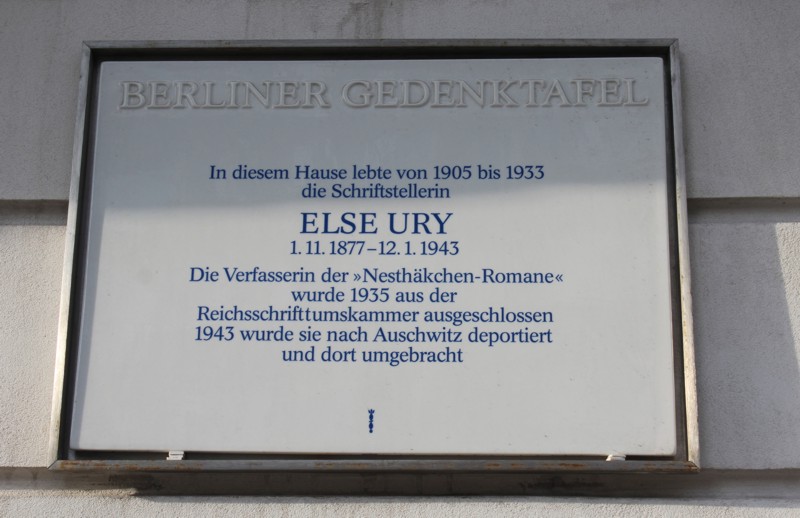 BERLINER GEDENKTAFEL
In diesem Hause lebte von 1905 bis 1933
die Schriftstellerin
ELSE URY
1. 11. 1877 – 12. 1. 1943
Die Verfasserin der »Nesthäkchen-Romane«
wurde 1935 aus der
Reichsschrifttumskammer ausgeschlossen
1943 wurde sie nach Auschwitz deportiert
und dort umgebracht